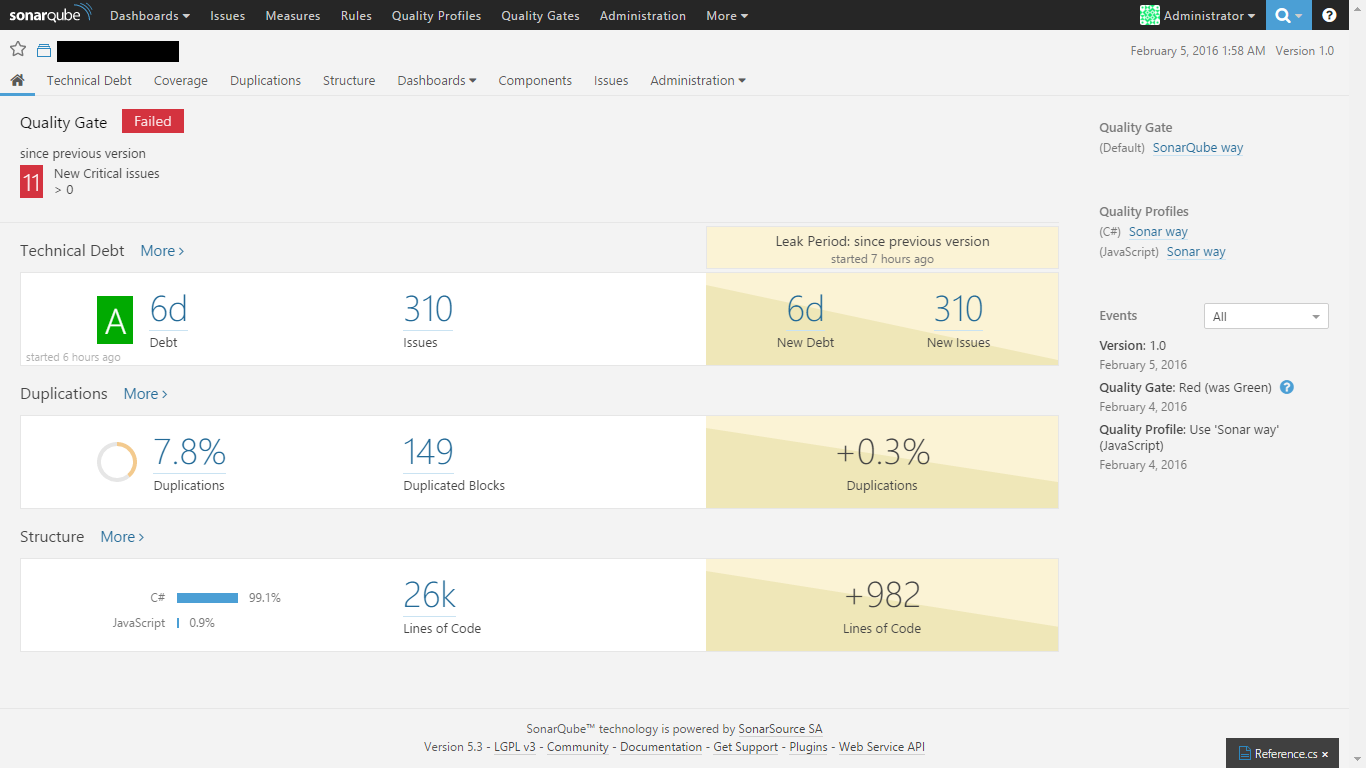 sonarqube Dashboards Issues Measures Rules Quality Profiles Quality Gates Administration More Administrator ?
February 5, 2016 1:58 AM Version 1.0
Technical Debt Coverage Duplications Structure Dashboards Components Issues Administration
Quality Gate Failed
since previous version
11 New Critical issues
> 0
Technical Debt More ›
Leak Period: since previous version
started 7 hours ago
A 6d 310 6d 310
Debt Issues New Debt New Issues
started 6 hours ago
Duplications More ›
7.8% 149 +0.3%
Duplications Duplicated Blocks Duplications
Structure More ›
C# 99.1% 26k +982
JavaScript 0.9% Lines of Code Lines of Code
Quality Gate
(Default) SonarQube way
Quality Profiles
(C#) Sonar way
(JavaScript) Sonar way
Events All
Version: 1.0
February 5, 2016
Quality Gate: Red (was Green) ?
February 4, 2016
Quality Profile: Use 'Sonar way'
(JavaScript)
February 4, 2016
SonarQube™ technology is powered by SonarSource SA
Version 5.3 - LGPL v3 - Community - Documentation - Get Support - Plugins - Web Service API
Reference.cs ×